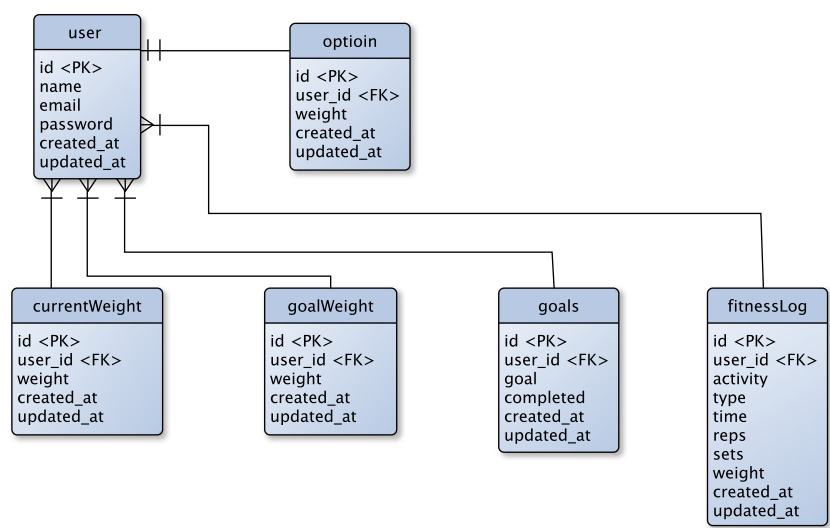 user
id <PK>
name
email
password
created_at
updated_at
optioin
id <PK>
user_id <FK>
weight
created_at
updated_at
currentWeight
id <PK>
user_id <FK>
weight
created_at
updated_at
goalWeight
id <PK>
user_id <FK>
weight
created_at
updated_at
goals
id <PK>
user_id <FK>
goal
completed
created_at
updated_at
fitnessLog
id <PK>
user_id <FK>
activity
type
time
reps
sets
weight
created_at
updated_at